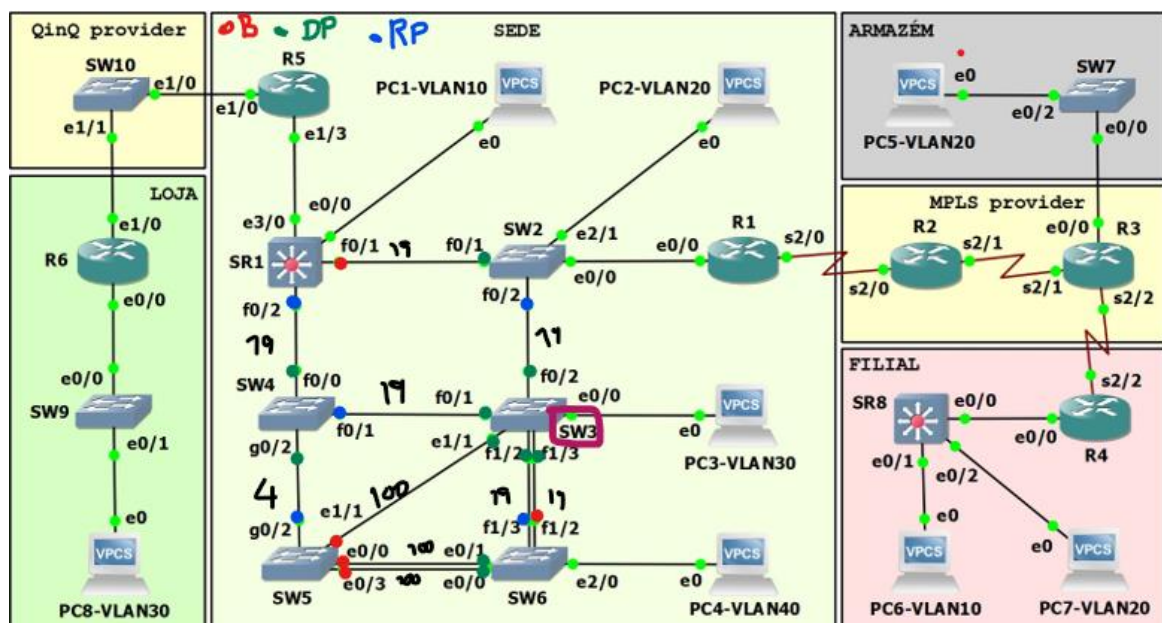 QinQ provider
B
DP
RP
SEDE
ARMAZÉM
SW10
e1/0
e1/1
R5
e1/0
e1/3
PC1-VLAN10
VPCS
e0
PC2-VLAN20
VPCS
e0
VPCS
e0
PC5-VLAN20
SW7
e0/2
e0/0
LOJA
e1/0
R6
e0/0
e3/0
e0/0
SR1
f0/1
19
f0/1
SW2
e2/1
e0/0
f0/2
R1
e0/0
s2/0
MPLS provider
R2
s2/1
s2/0
R3
e0/0
s2/1
s2/2
f0/2
19
SW4
f0/0
f0/1
g0/2
19
19
f0/2
f0/1
e0/0
SW3
e1/1
f1/2
f1/3
VPCS
e0
PC3-VLAN30
FILIAL
s2/2
SR8
e0/0
e0/0
R4
e0/1
e0/2
e0/0
SW9
e0/1
4
100
g0/2
e1/1
e0/0
e0/3
SW5
100
100
e0/1
e0/0
19
f1/3
f1/2
SW6
e2/0
e0
VPCS
PC4-VLAN40
e0
VPCS
PC8-VLAN30
e0
VPCS
PC6-VLAN10
e0
VPCS
PC7-VLAN20